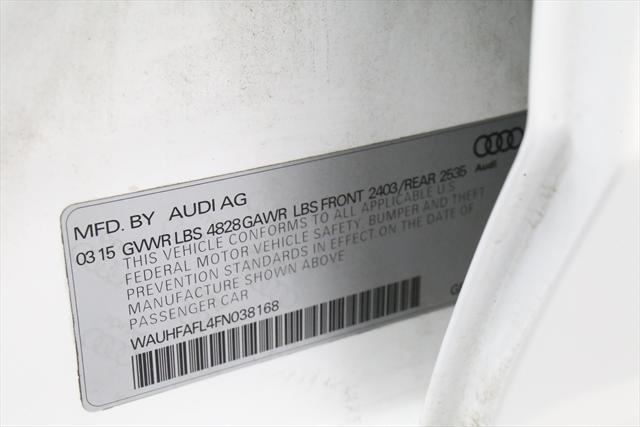 MFD. BY AUDI AG
03 15 GVWR LBS 4828 GAWR LBS FRONT 2403/REAR 2535
THIS VEHICLE CONFORMS TO ALL APPLICABLE U S
FEDERAL MOTOR VEHICLE SAFETY, BUMPER AND THEFT
PREVENTION STANDARDS IN EFFECT. ON THE DATE OF
MANUFACTURE SHOWN ABOVE
PASSENGER CAR
WAUHFAFL4FN038168
Audi